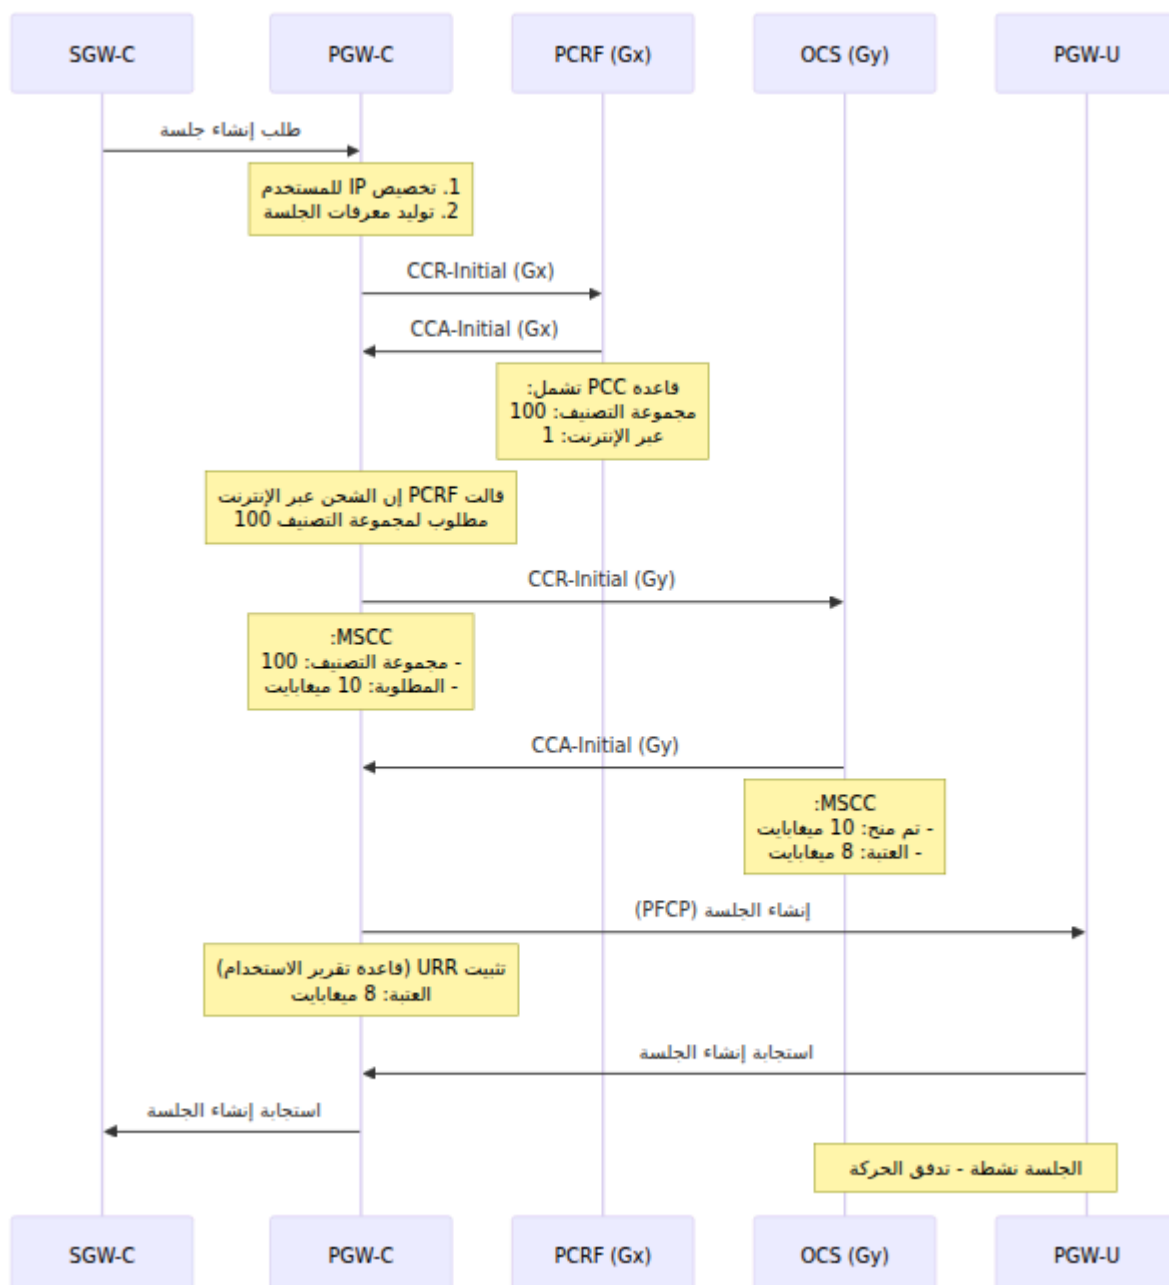 SGW-C
PGW-C
PCRF (Gx)
OCS (Gy)
PGW-U
طلب إنشاء جلسة
1. تخصيص IP للمستخدم
2. توليد معرفات الجلسة
CCR-Initial (Gx)
CCA-Initial (Gx)
قاعدة PCC تشمل:
مجموعة التصنيف: 100
عبر الإنترنت: 1
قالت PCRF إن الشحن عبر الإنترنت
مطلوب لمجموعة التصنيف 100
CCR-Initial (Gy)
MSCC:
- مجموعة التصنيف: 100
- المطلوبة: 10 ميغابايت
CCA-Initial (Gy)
MSCC:
- تم منح: 10 ميغابايت
- العتبة: 8 ميغابايت
إنشاء الجلسة (PFCP)
تثبيت URR (قاعدة تقرير الاستخدام)
العتبة: 8 ميغابايت
استجابة إنشاء الجلسة
استجابة إنشاء الجلسة
الجلسة نشطة - تدفق الحركة
SGW-C
PGW-C
PCRF (Gx)
OCS (Gy)
PGW-U